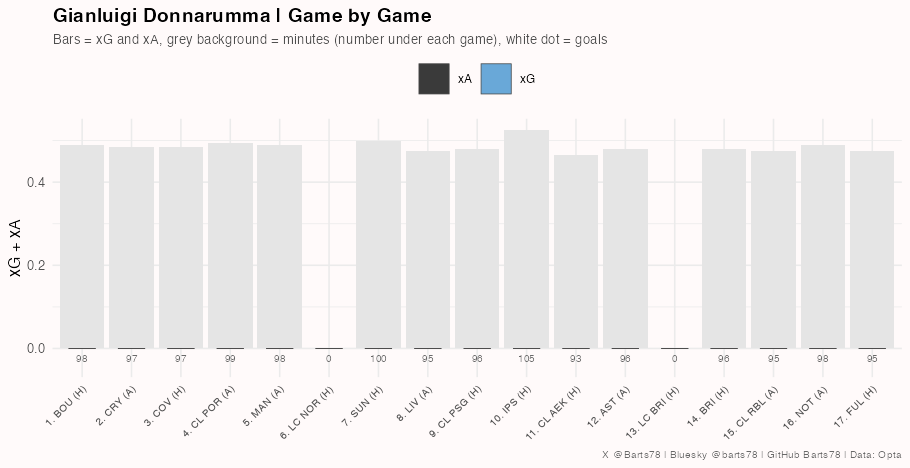 Gianluigi Donnarumma | Game by Game
Bars = xG and xA, grey background = minutes (number under each game), white dot = goals
xA xG
xG + xA
0.4
0.2
0.0
98 97 97 99 98 0 100 95 96 105 93 96 0 96 95 98 95
1. BOU (H)
2. CRY (A)
3. COV (H)
4. CL POR (A)
5. MAN (A)
6. LC NOR (H)
7. SUN (H)
8. LIV (A)
9. CL PSG (H)
10. IPS (H)
11. CL AEK (H)
12. AST (A)
13. LC BRI (H)
14. BRI (H)
15. CL RBL (A)
16. NOT (A)
17. FUL (H)
X @Barts78 | Bluesky @barts78 | GitHub Barts78 | Data: Opta